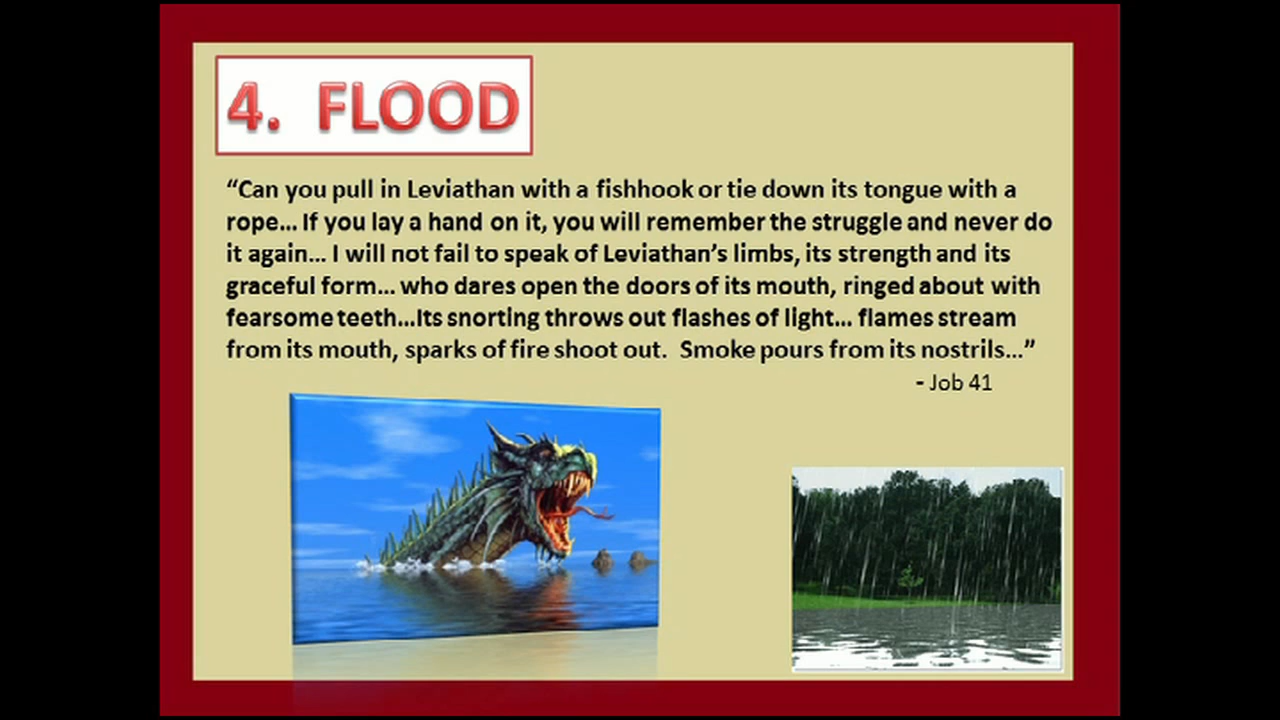 4. FLOOD
“Can you pull in Leviathan with a fishhook or tie down its tongue with a
rope... If you lay a hand on it, you will remember the struggle and never do
it again... I will not fail to speak of Leviathan’s limbs, its strength and its
graceful form... who dares open the doors of its mouth, ringed about with
fearsome teeth...Its snorting throws out flashes of light... flames stream
from its mouth, sparks of fire shoot out.  Smoke pours from its nostrils...”
- Job 41